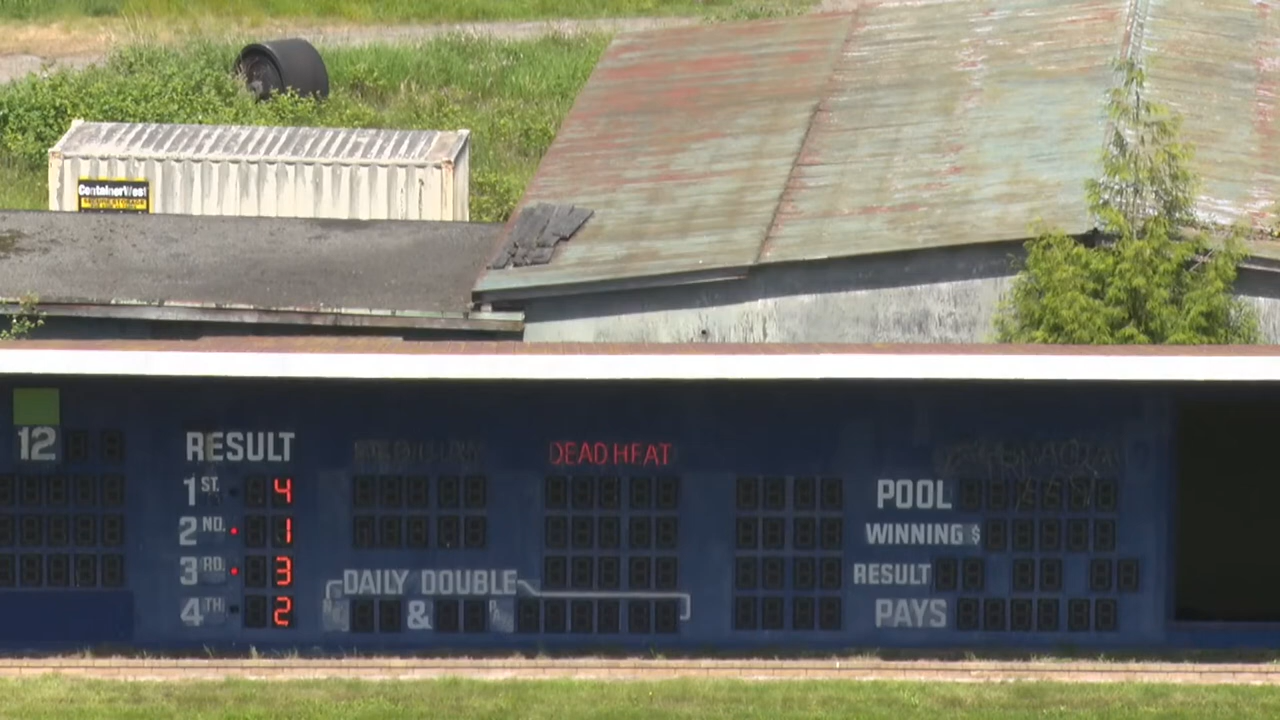 ContainerWest
12
RESULT
DEAD HEAT
1ST. 4
2ND. 1
3RD. 3
4TH 2
DAILY DOUBLE
&
POOL
WINNING $
RESULT
PAYS